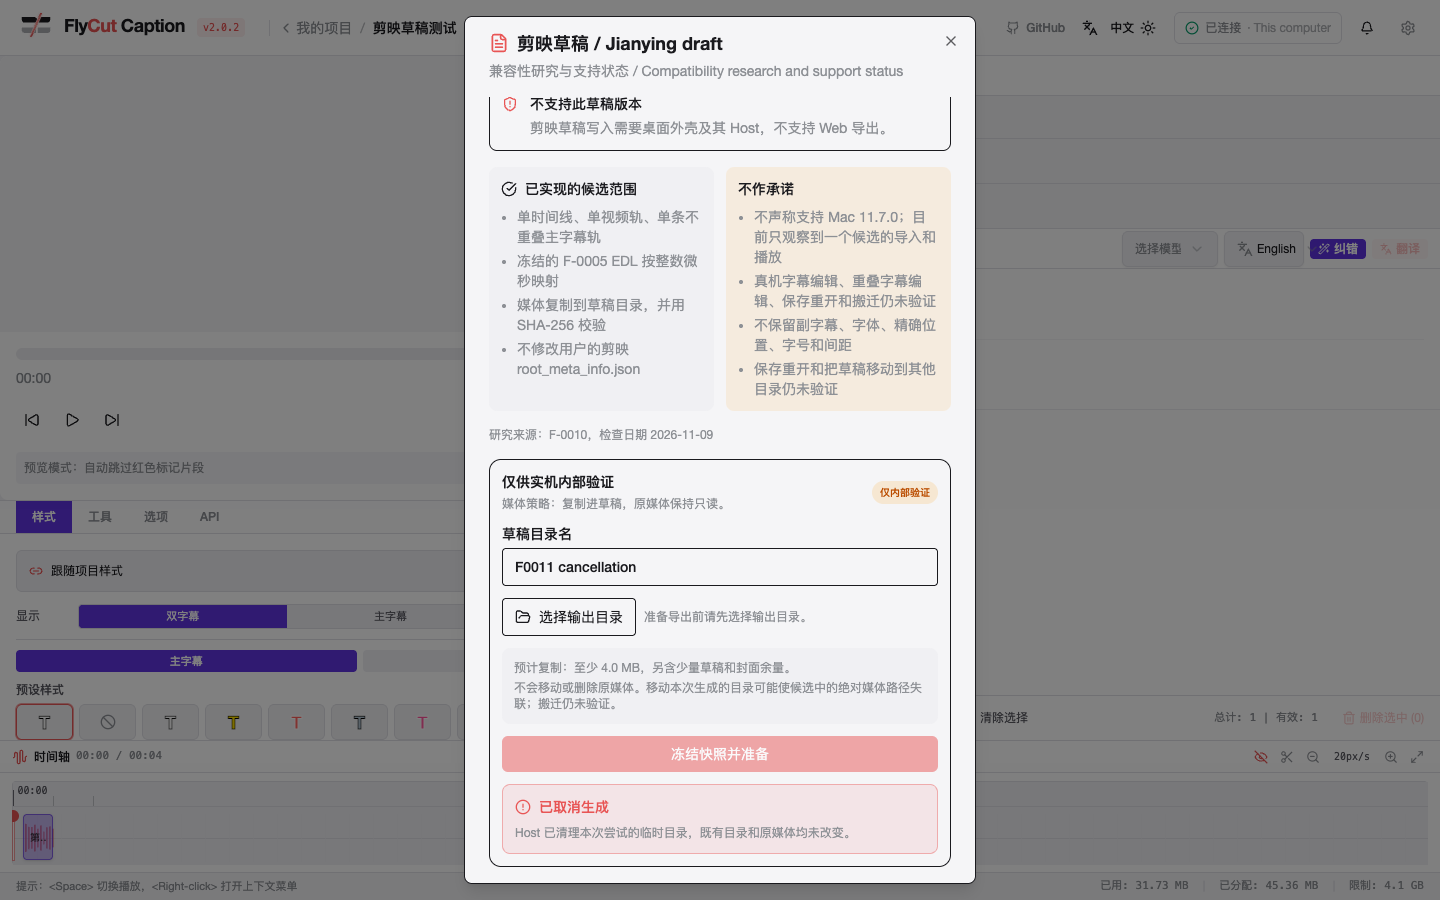 FlyCut Caption
v2.0.2
我的项目 / 剪映草稿测试
GitHub
中文
已连接 · This computer
剪映草稿 / Jianying draft
兼容性研究与支持状态 / Compatibility research and support status
不支持此草稿版本
剪映草稿写入需要桌面外壳及其 Host，不支持 Web 导出。
已实现的候选范围
单时间线、单视频轨、单条不
重叠主字幕轨
冻结的 F-0005 EDL 按整数微
秒映射
媒体复制到草稿目录，并用
SHA-256 校验
不修改用户的剪映
root_meta_info.json
不作承诺
不声称支持 Mac 11.7.0；目
前只观察到一个候选的导入和
播放
真机字幕编辑、重叠字幕编
辑、保存重开和搬迁仍未验证
不保留副字幕、字体、精确位
置、字号和间距
保存重开和把草稿移动到其他
目录仍未验证
研究来源：F-0010，检查日期 2026-11-09
仅供实机内部验证
媒体策略：复制进草稿，原媒体保持只读。
仅内部验证
草稿目录名
F0011 cancellation
选择输出目录
准备导出前请先选择输出目录。
预计复制：至少 4.0 MB，另含少量草稿和封面余量。
不会移动或删除原媒体。移动本次生成的目录可能使候选中的绝对媒体路径失
联；搬迁仍未验证。
冻结快照并准备
已取消生成
Host 已清理本次尝试的临时目录，既有目录和原媒体均未改变。
选择模型
English
纠错
翻译
00:00
预览模式：自动跳过红色标记片段
样式
工具
选项
API
跟随项目样式
显示
双字幕
主字幕
主字幕
预设样式
T
T
T
T
T
T
清除选择
总计: 1 | 有效: 1
删除选中 (0)
时间轴
00:00 / 00:04
20px/s
00:00
第...
提示：<Space> 切换播放，<Right-click> 打开上下文菜单
已用: 31.73 MB
已分配: 45.36 MB
限制: 4.1 GB